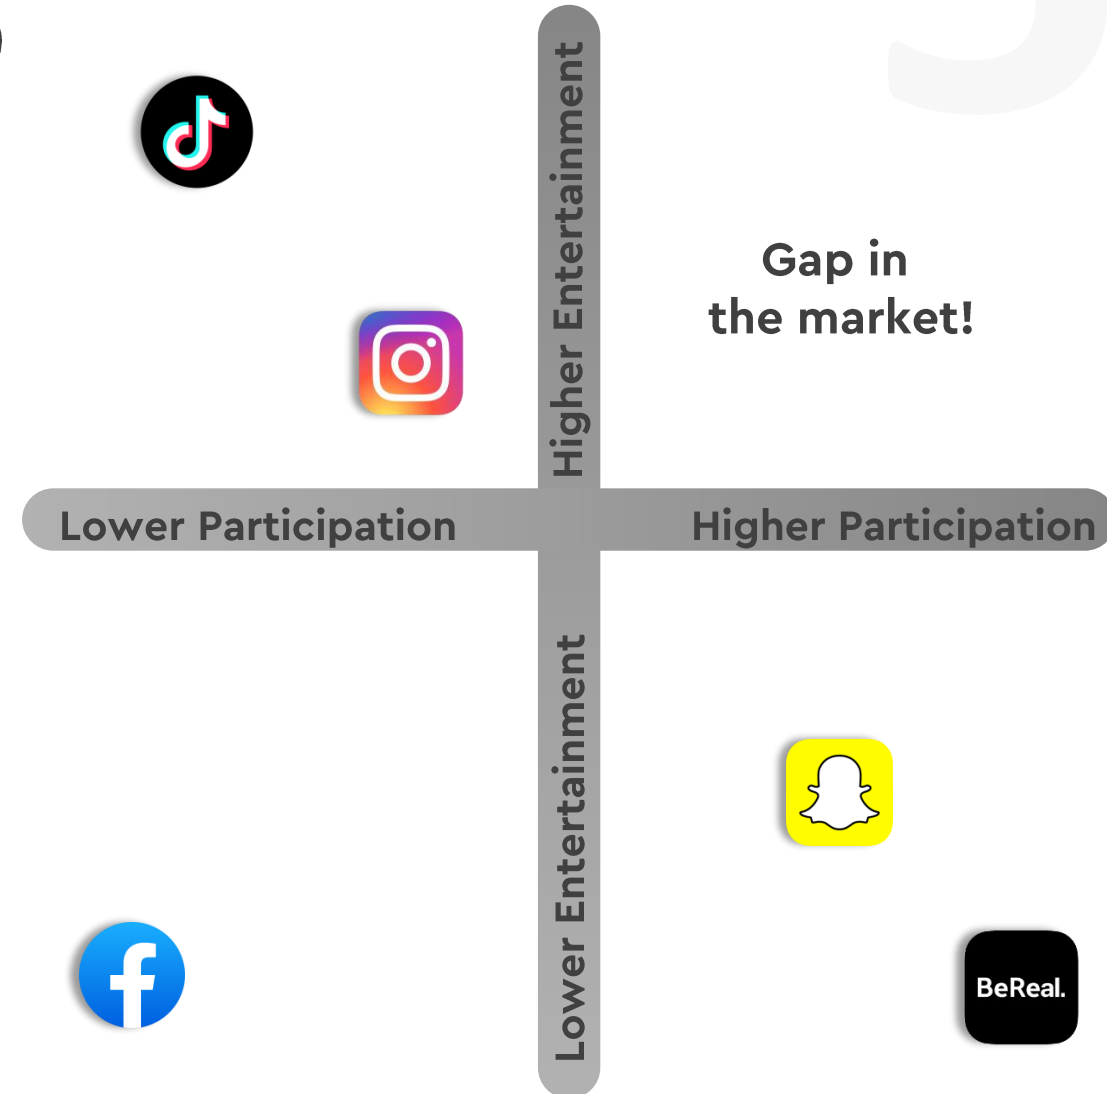 Higher Entertainment
Gap in
the market!
Lower Participation
Higher Participation
Lower Entertainment
BeReal.